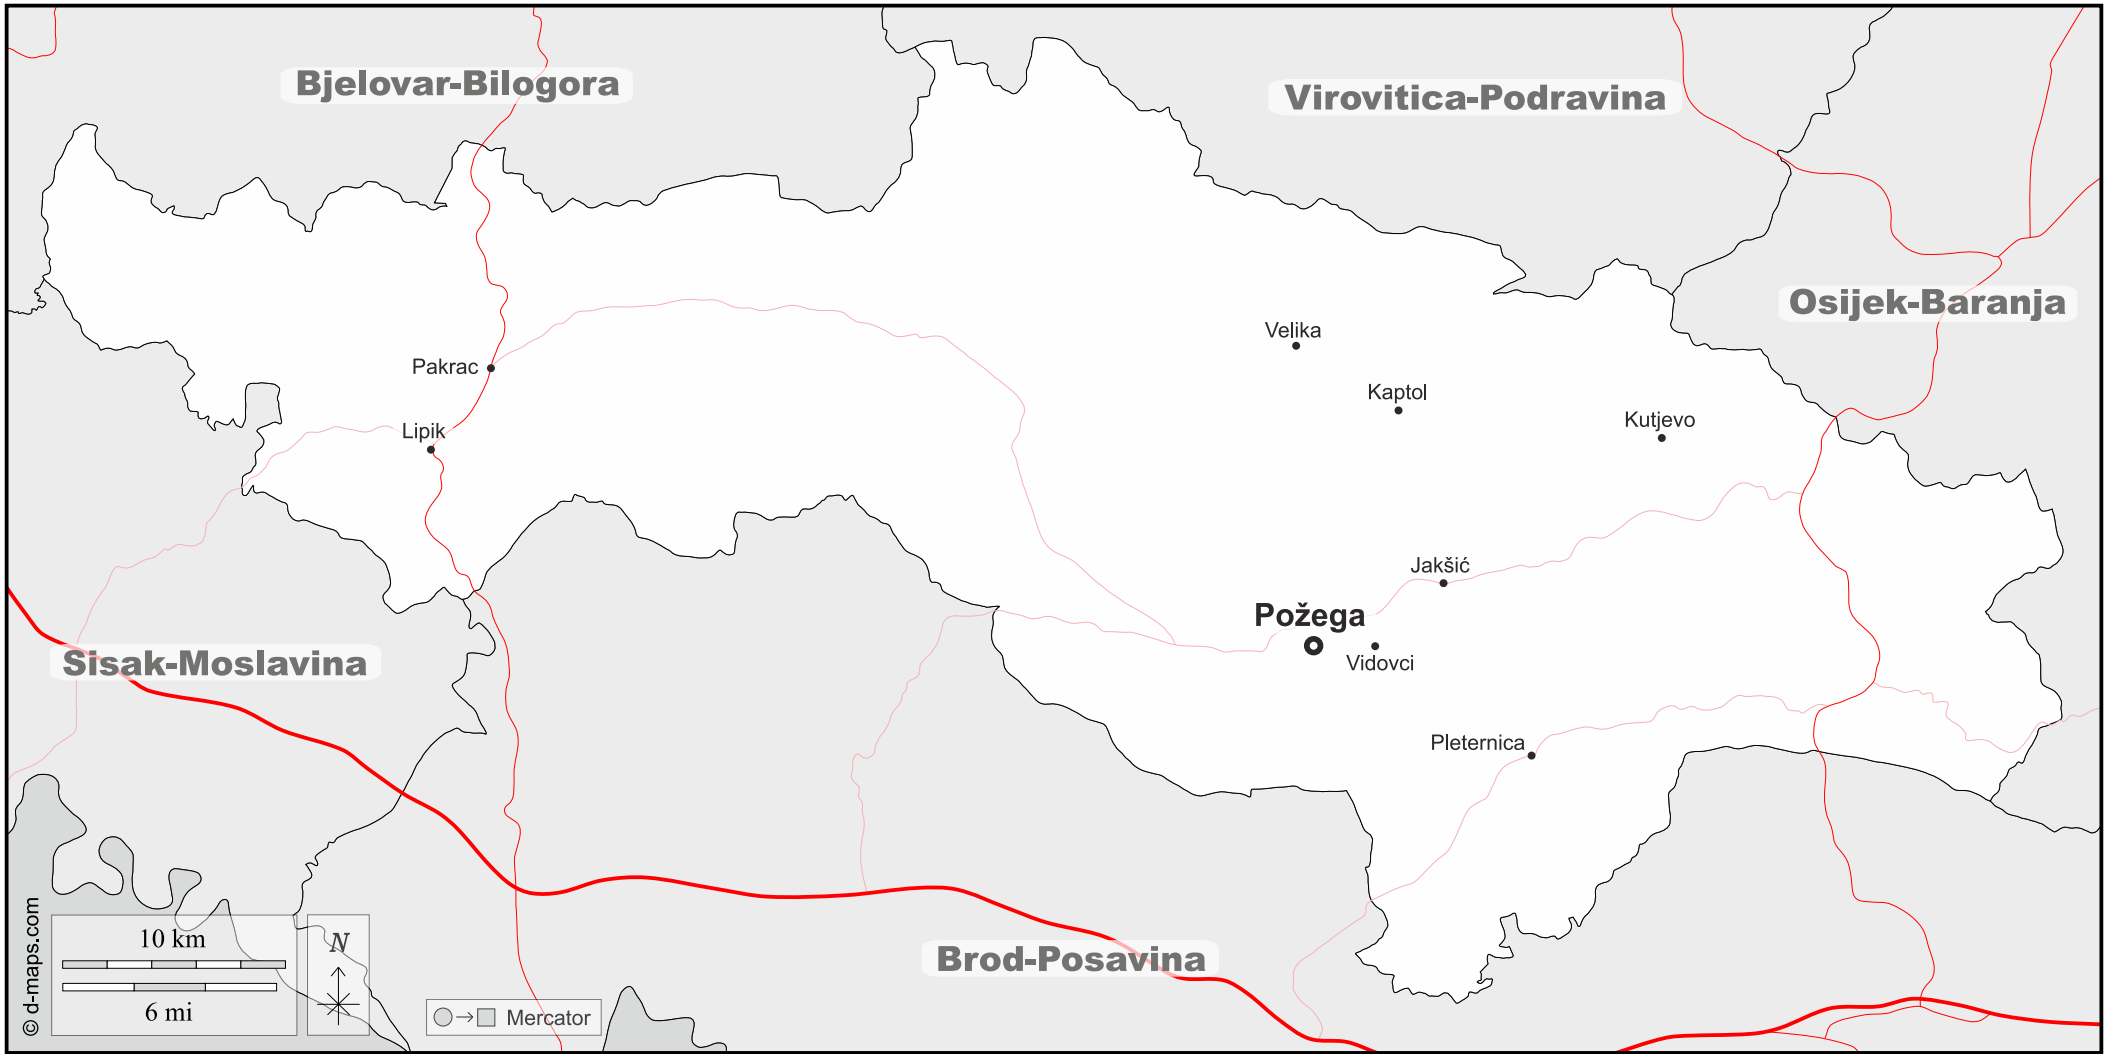 Bjelovar-Bilogora
Virovitica-Podravina
Osijek-Baranja
Velika
Pakrac
Kaptol
Kutjevo
Lipik
Jakšić
Požega
Vidovci
Sisak-Moslavina
Pleternica
Brod-Posavina
© d-maps.com
10 km
6 mi
N
Mercator